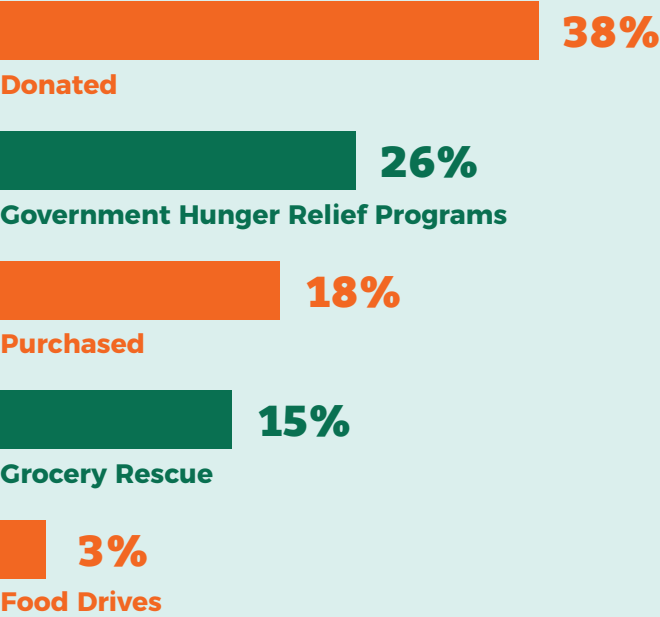 38%
Donated
26%
Government Hunger Relief Programs
18%
Purchased
15%
Grocery Rescue
3%
Food Drives